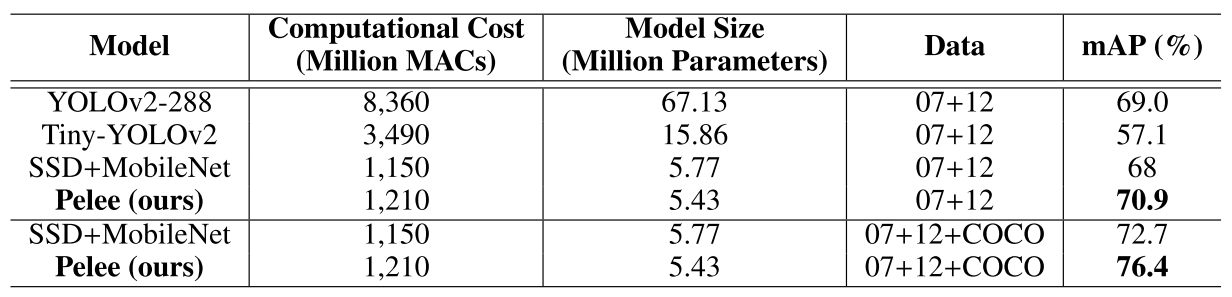 Model Computational Cost (Million MACs) Model Size (Million Parameters) Data mAP (%)
YOLOv2-288 8,360 67.13 07+12 69.0
Tiny-YOLOv2 3,490 15.86 07+12 57.1
SSD+MobileNet 1,150 5.77 07+12 68
Pelee (ours) 1,210 5.43 07+12 70.9
SSD+MobileNet 1,150 5.77 07+12+COCO 72.7
Pelee (ours) 1,210 5.43 07+12+COCO 76.4